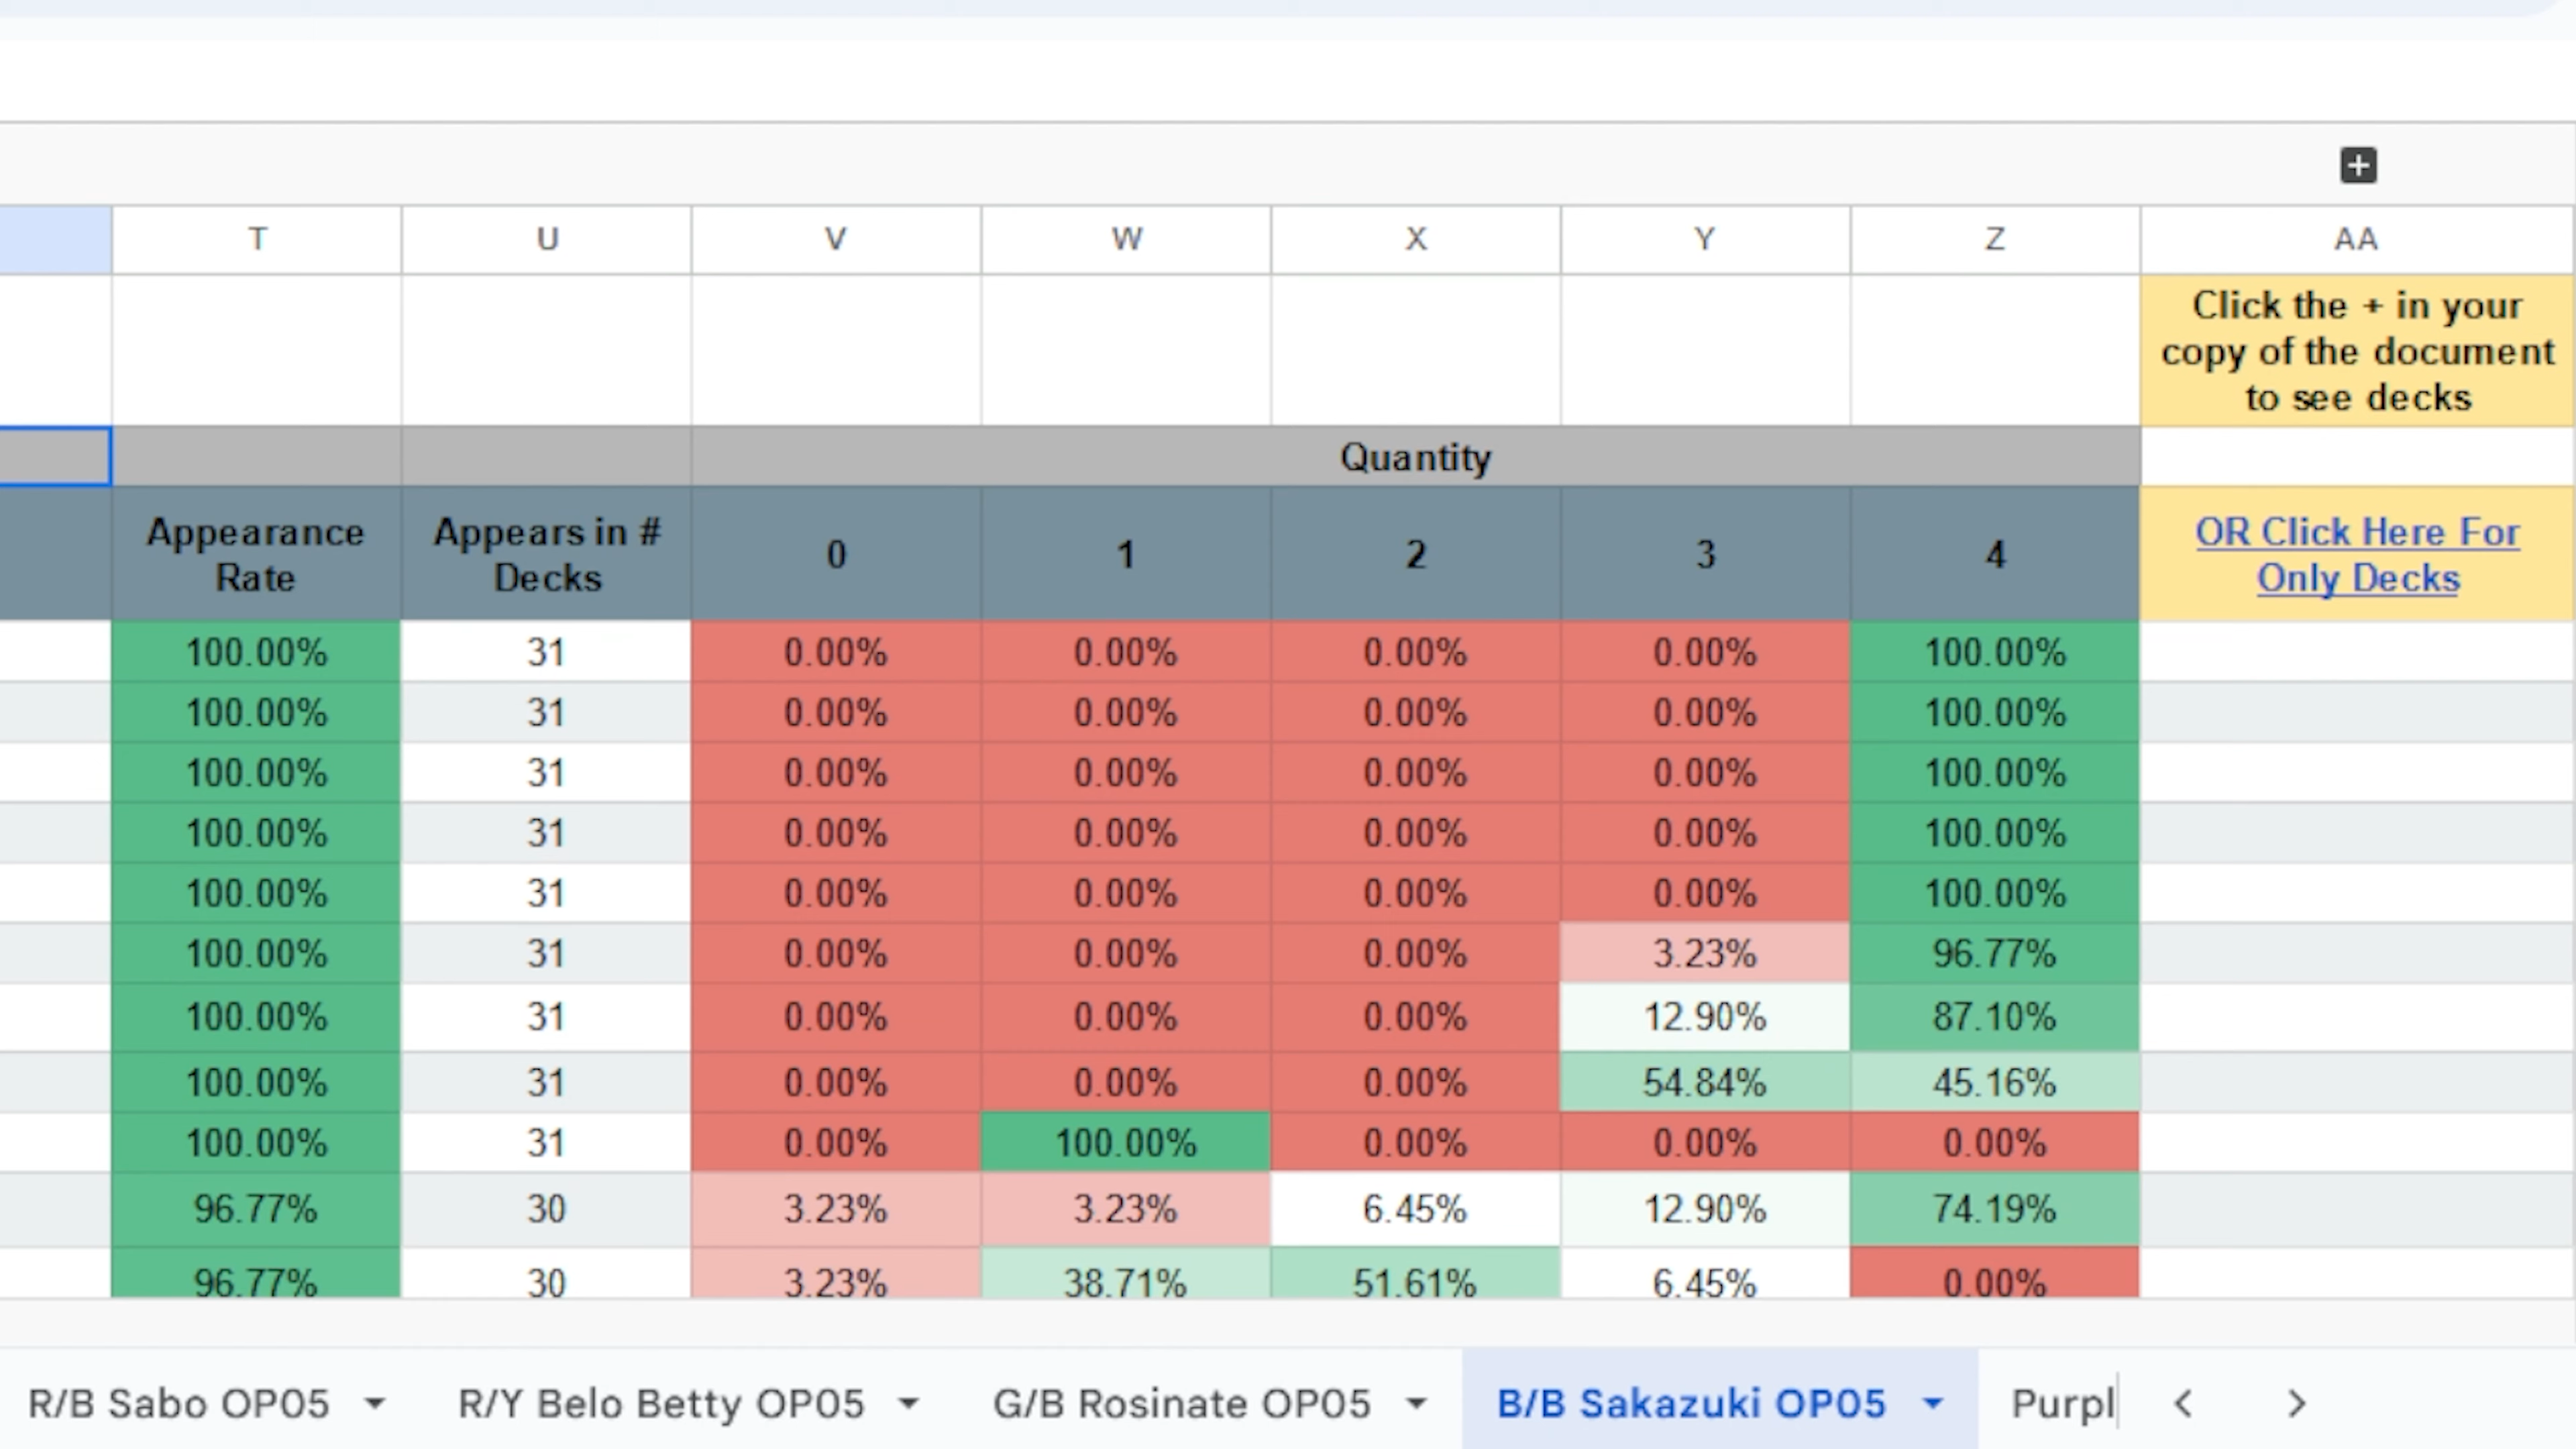 T U V W X Y Z AA
Click the + in your
copy of the document
to see decks
Quantity
Appearance
Rate
Appears in #
Decks
0 1 2 3 4
OR Click Here For
Only Decks
100.00% 31 0.00% 0.00% 0.00% 0.00% 100.00%
100.00% 31 0.00% 0.00% 0.00% 0.00% 100.00%
100.00% 31 0.00% 0.00% 0.00% 0.00% 100.00%
100.00% 31 0.00% 0.00% 0.00% 0.00% 100.00%
100.00% 31 0.00% 0.00% 0.00% 0.00% 100.00%
100.00% 31 0.00% 0.00% 0.00% 3.23% 96.77%
100.00% 31 0.00% 0.00% 0.00% 12.90% 87.10%
100.00% 31 0.00% 0.00% 0.00% 54.84% 45.16%
100.00% 31 0.00% 100.00% 0.00% 0.00% 0.00%
96.77% 30 3.23% 3.23% 6.45% 12.90% 74.19%
96.77% 30 3.23% 38.71% 51.61% 6.45% 0.00%
R/B Sabo OP05 R/Y Belo Betty OP05 G/B Rosinate OP05 B/B Sakazuki OP05 Purpl